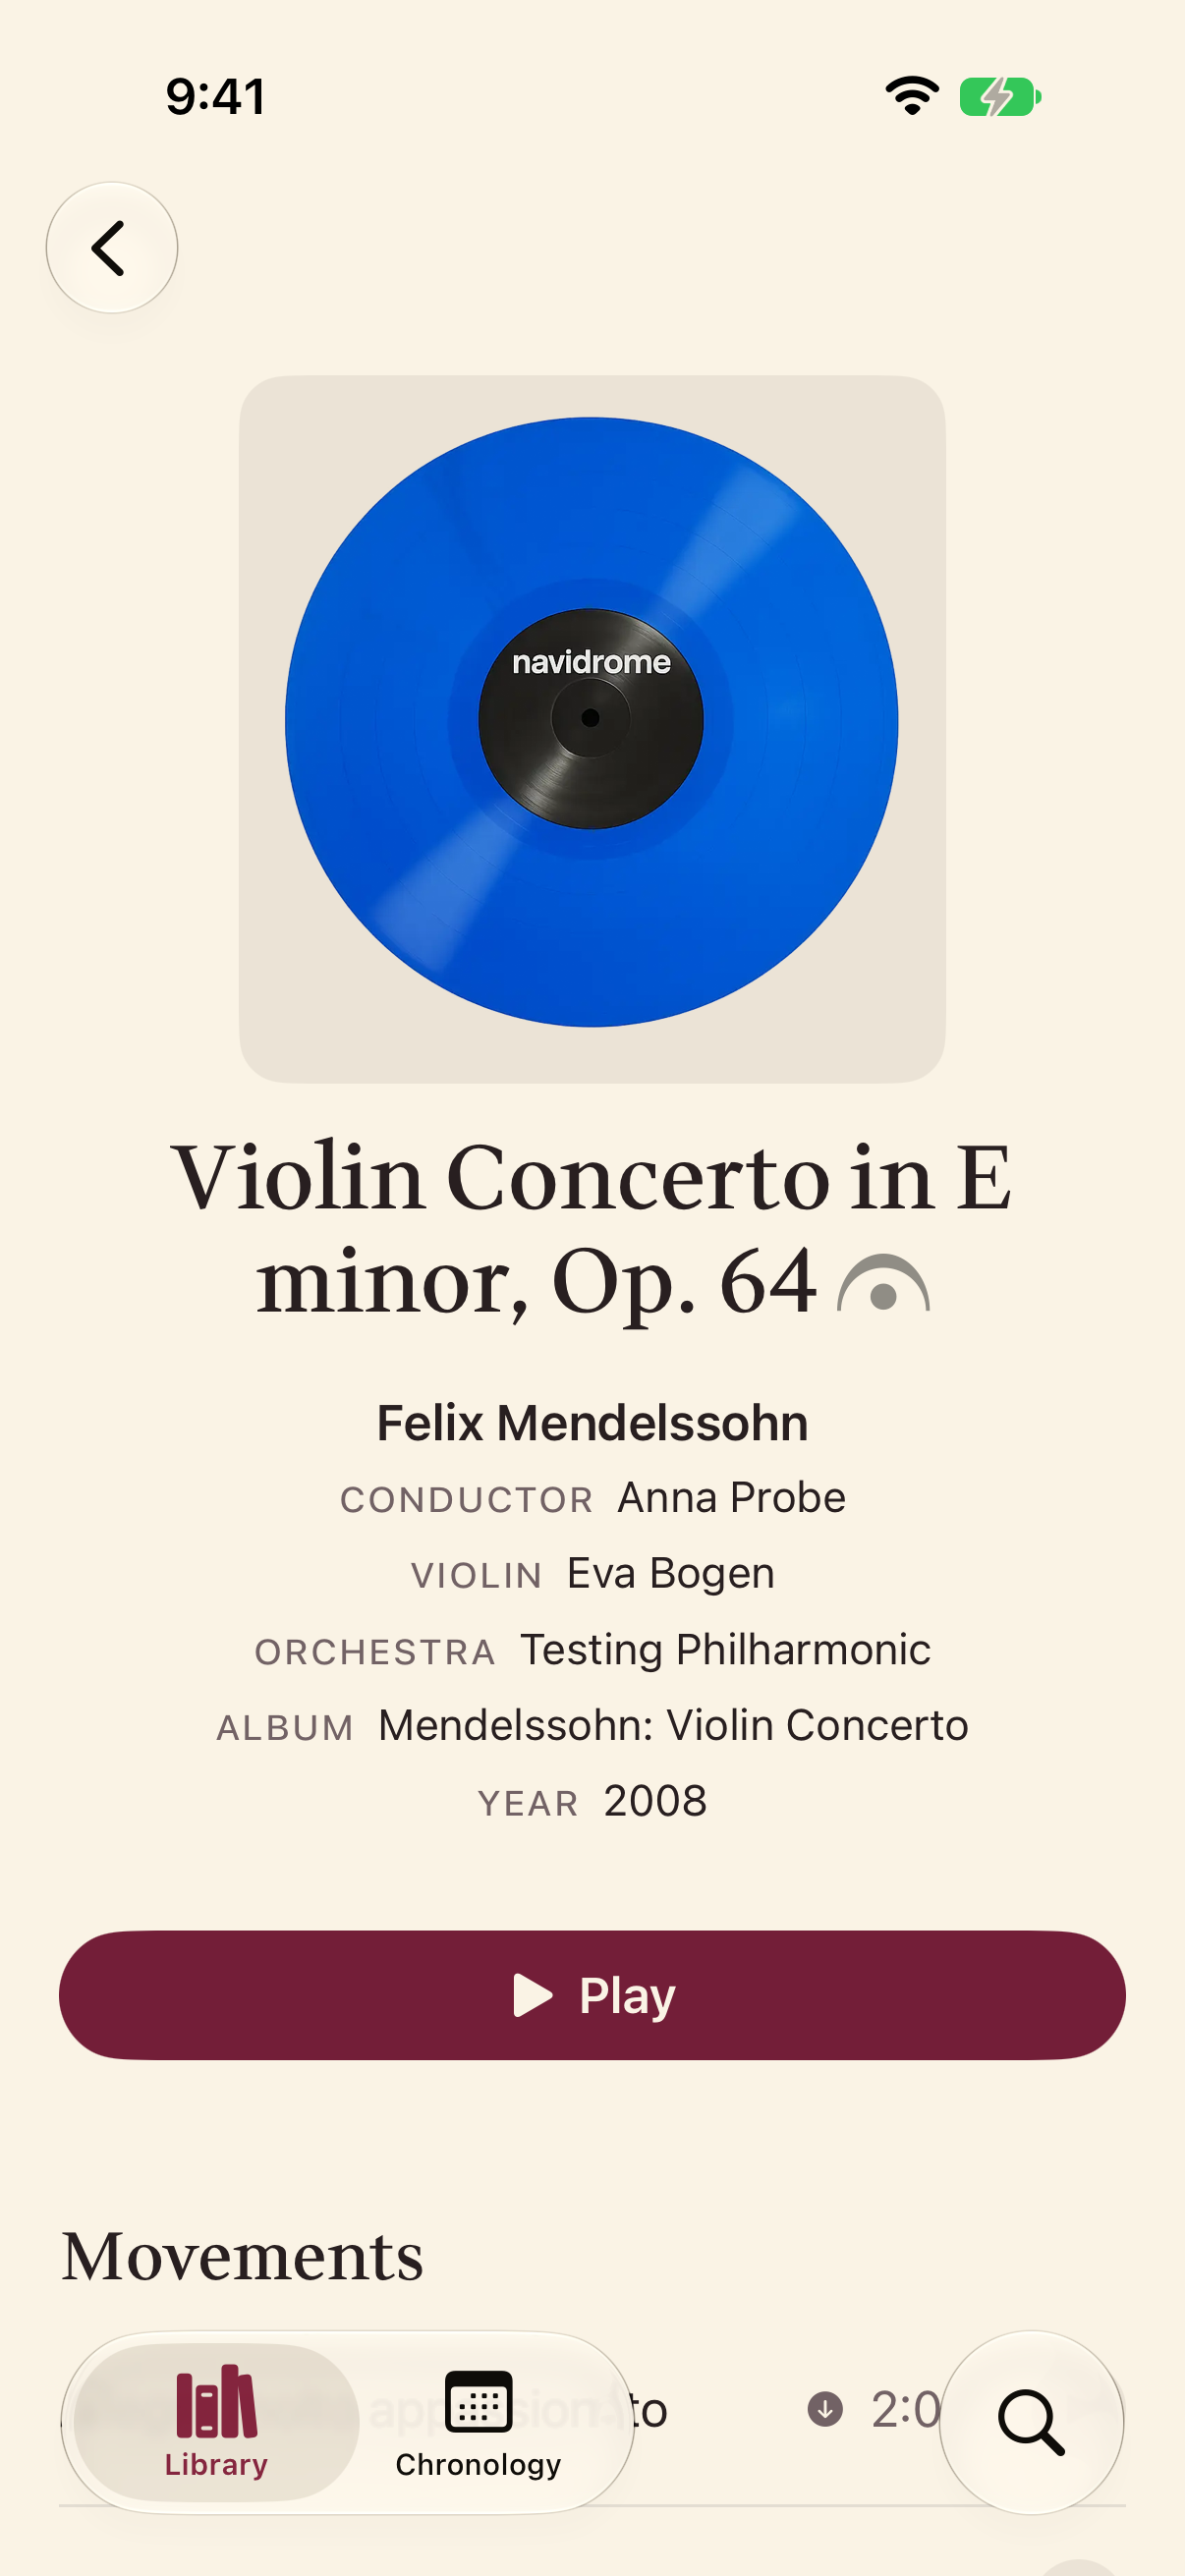 9:41
navidrome
Violin Concerto in E
minor, Op. 64
Felix Mendelssohn
CONDUCTOR Anna Probe
VIOLIN Eva Bogen
ORCHESTRA Testing Philharmonic
ALBUM Mendelssohn: Violin Concerto
YEAR 2008
Play
Movements
Library
Chronology